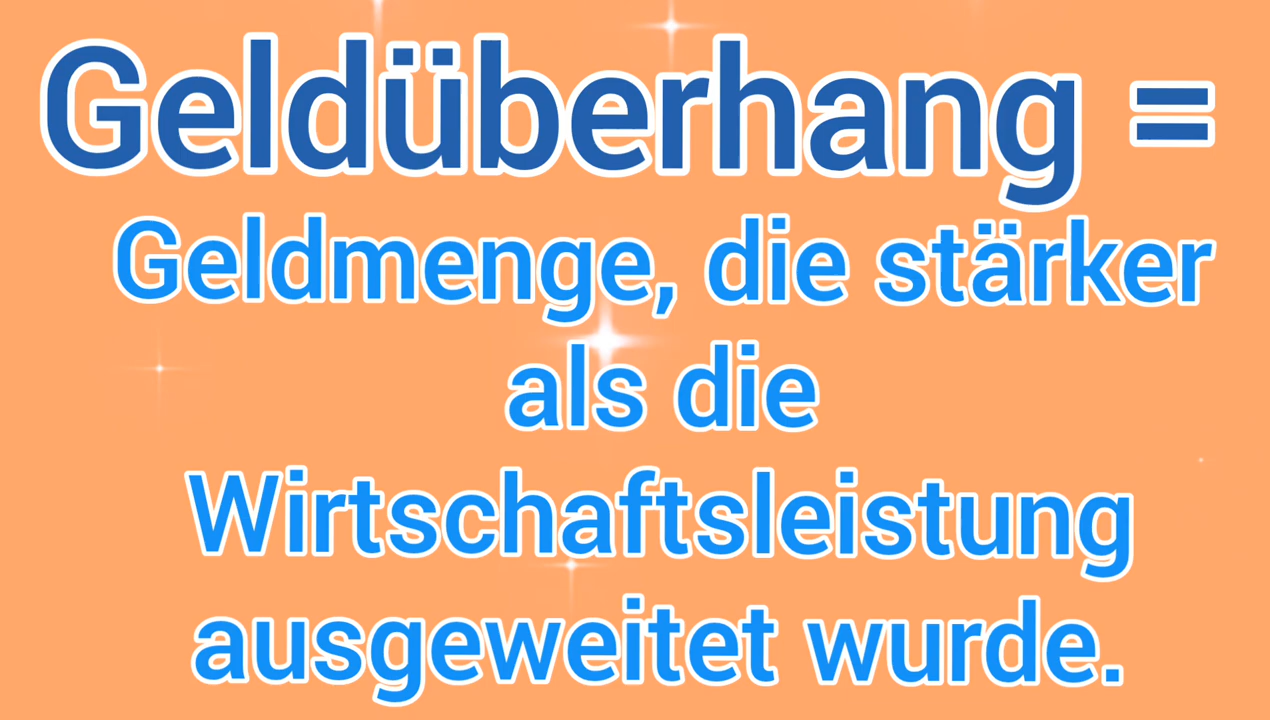 Geldüberhang =
Geldmenge, die stärker
als die
Wirtschaftsleistung
ausgeweitet wurde.